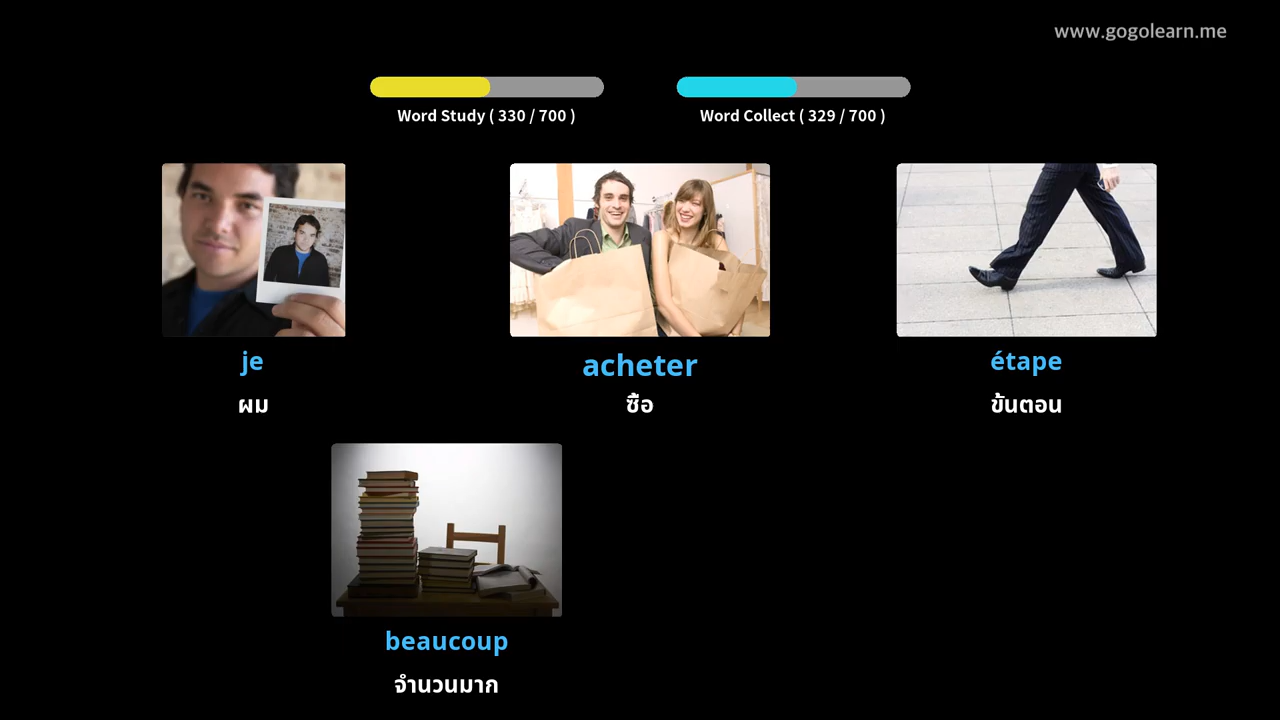 www.gogolearn.me
Word Study ( 330 / 700 )
Word Collect ( 329 / 700 )
je
ผม
acheter
ซื้อ
étape
ขั้นตอน
beaucoup
จำนวนมาก